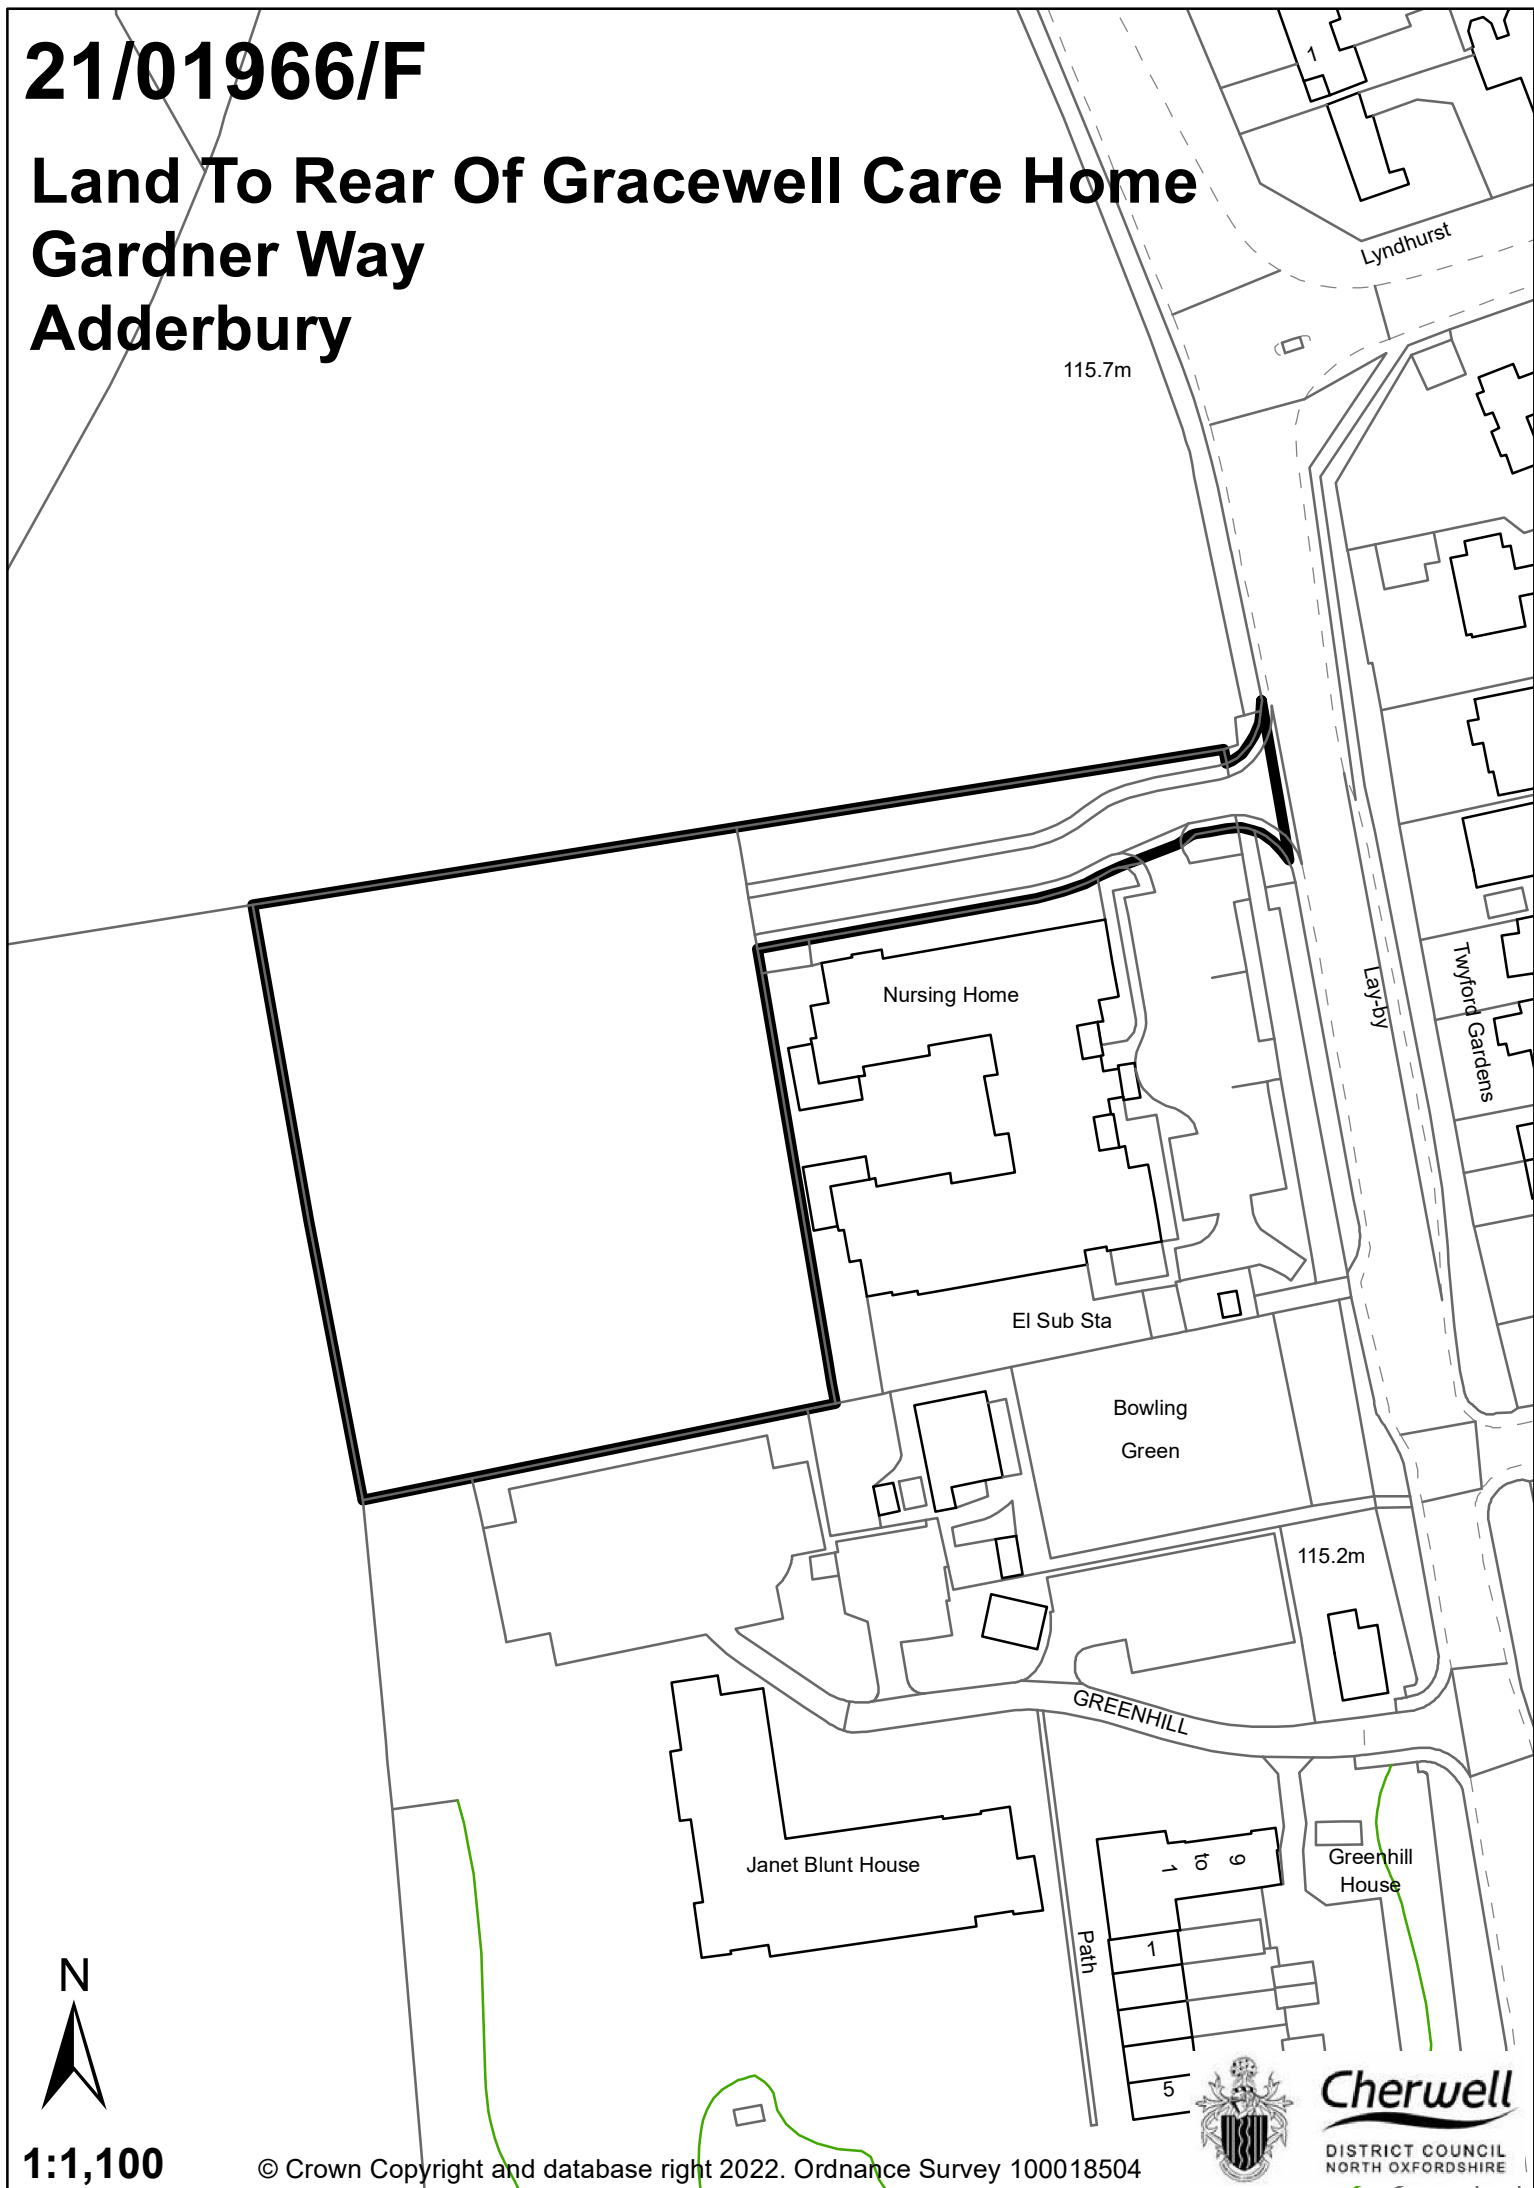 21/01966/F
Land To Rear Of Gracewell Care Home
Gardner Way
Adderbury
1
Lyndhurst
115.7m
Nursing Home
Lay-by
Twyford Gardens
El Sub Sta
Bowling
Green
115.2m
GREENHILL
Janet Blunt House
1 to 9
Greenhill
House
Path
1
5
N
1:1,100
© Crown Copyright and database right 2022. Ordnance Survey 100018504
Cherwell
DISTRICT COUNCIL
NORTH OXFORDSHIRE